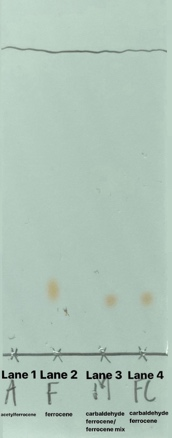 Lane 1 Lane 2 Lane 3 Lane 4
A F M FC
acetylferrocene ferrocene carbaldehyde carbaldehyde
ferrocene/ ferrocene
ferrocene mix